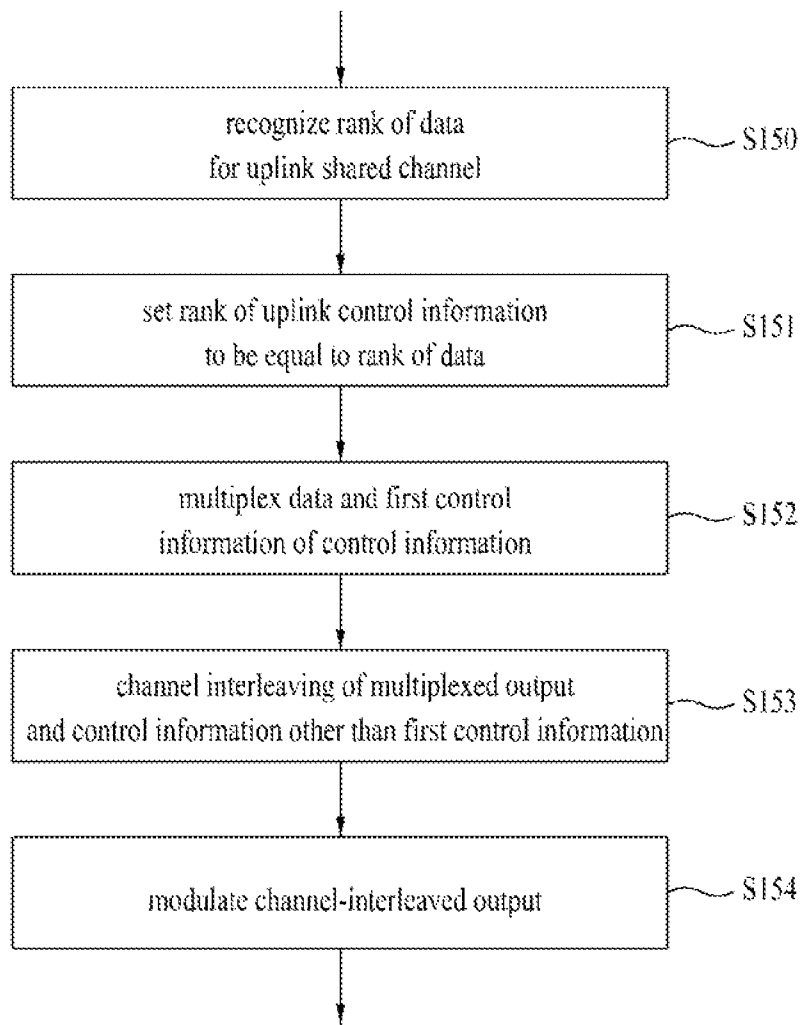 recognize rank of data
for uplink shared channel
S150
set rank of uplink control information
to be equal to rank of data
S151
multiplex data and first control
information of control information
S152
channel interleaving of multiplexed output
and control information other than first control information
S153
modulate channel-interleaved output
S154